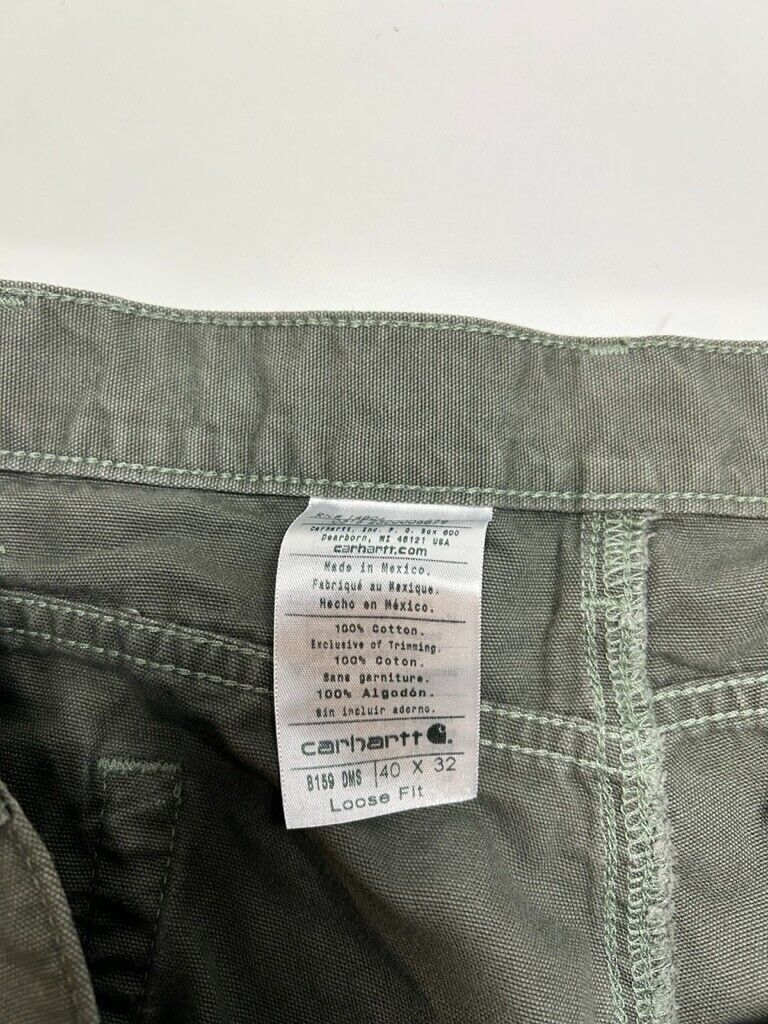 Carhartt, Inc. P. O. Box 600
Dearborn, MI 48121 USA
carhartt.com
Made in Mexico.
Fabriqué au Mexique.
Hecho en México.
100% Cotton.
Exclusive of Trimming.
100% Coton.
Sans garniture.
100% Algodón.
Sin incluir adorno.
carhartt
B159 DMS 40 X 32
Loose Fit